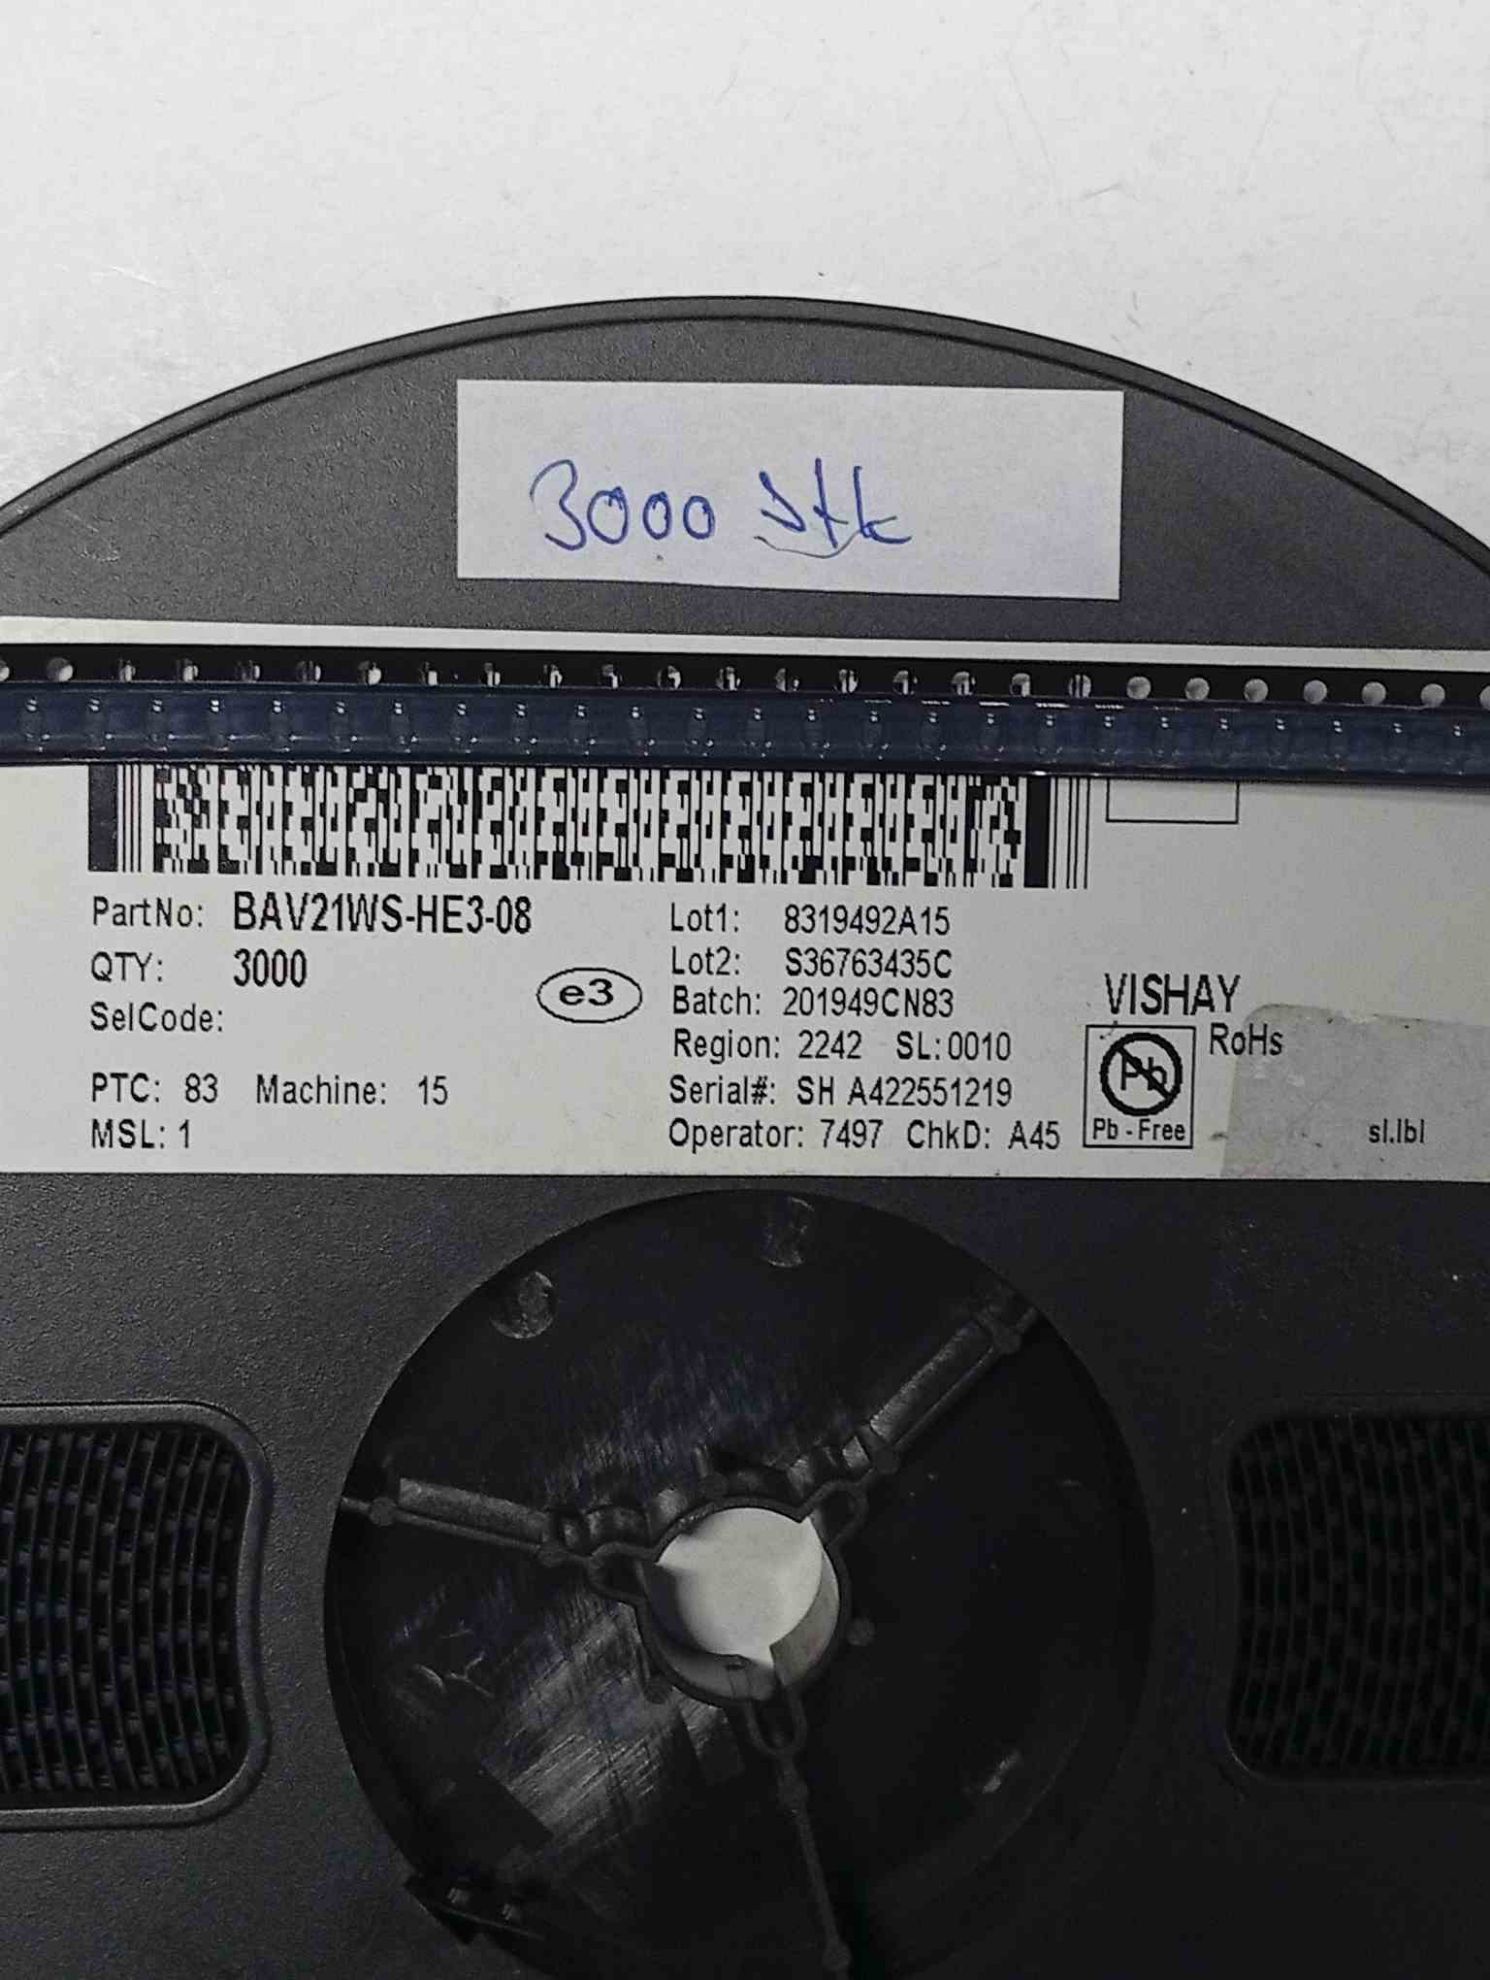 3000 Stk
PartNo: BAV21WS-HE3-08
QTY: 3000
SelCode:
e3
PTC: 83 Machine: 15
MSL: 1
Lot1: 8319492A15
Lot2: S36763435C
Batch: 201949CN83
Region: 2242 SL:0010
Serial#: SH A422551219
Operator: 7497 ChkD: A45
VISHAY
RoHs
Pb
Pb - Free
sl.lbl